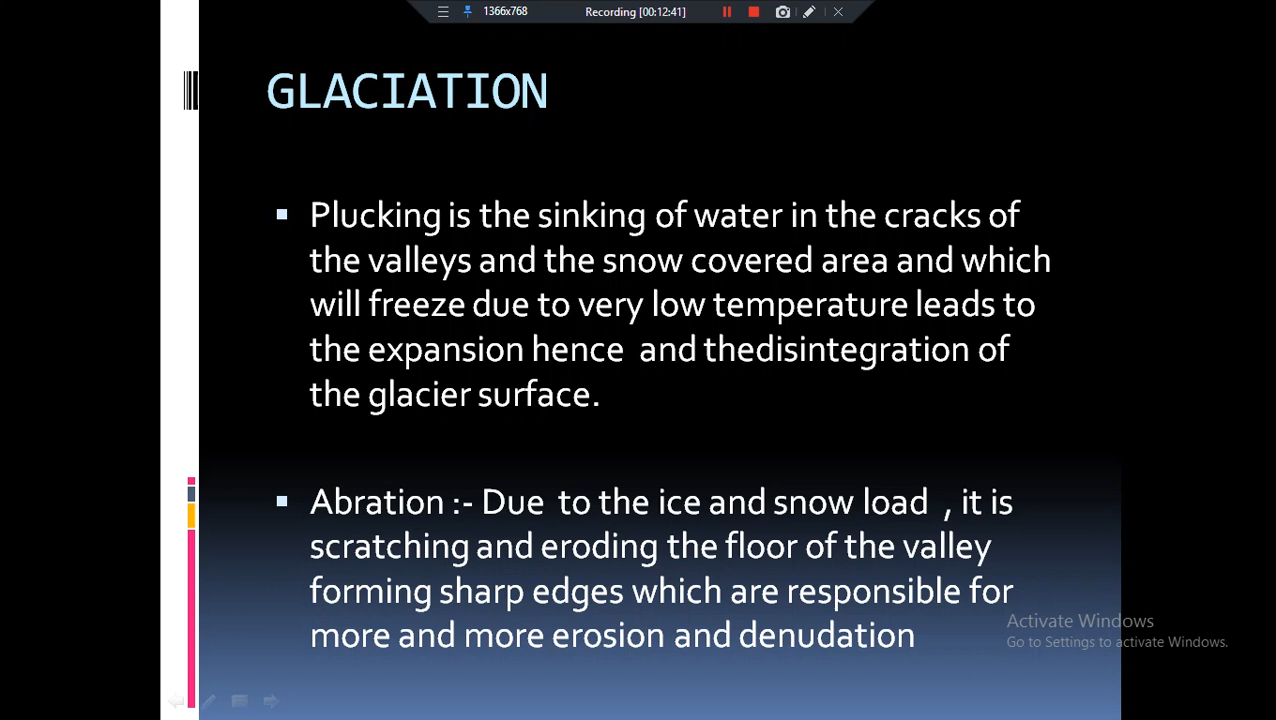 1366x768 Recording [00:12:41]
GLACIATION
Plucking is the sinking of water in the cracks of
the valleys and the snow covered area and which
will freeze due to very low temperature leads to
the expansion hence and thedisintegration of
the glacier surface.
Abration :- Due to the ice and snow load , it is
scratching and eroding the floor of the valley
forming sharp edges which are responsible for
more and more erosion and denudation
Activate Windows
Go to Settings to activate Windows.